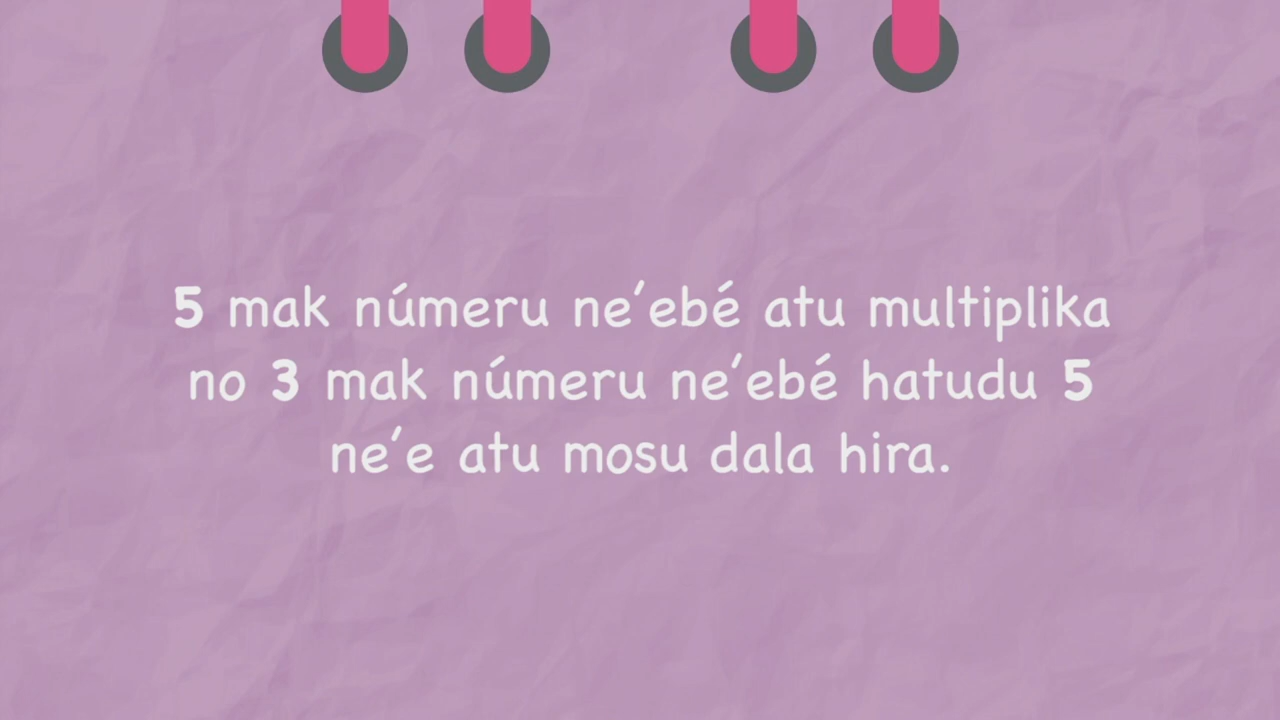 5 mak númeru ne’ebé atu multiplika
no 3 mak númeru ne’ebé hatudu 5
ne’e atu mosu dala hira.